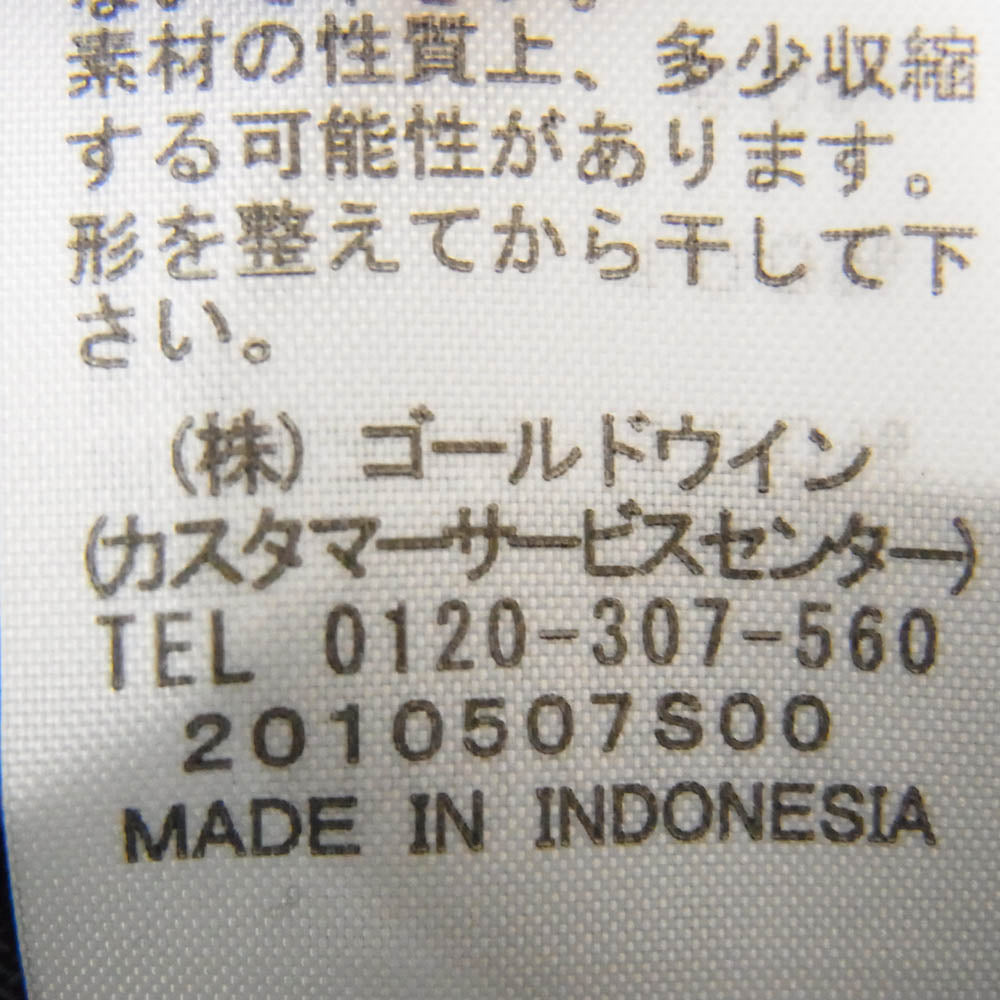 素材の性質上、多少収縮
する可能性があります。
形を整えてから干して下
さい。
(株)ゴールドウイン
(カスタマーサービスセンター)
TEL 0120-307-560
2010507S00
MADE IN INDONESIA